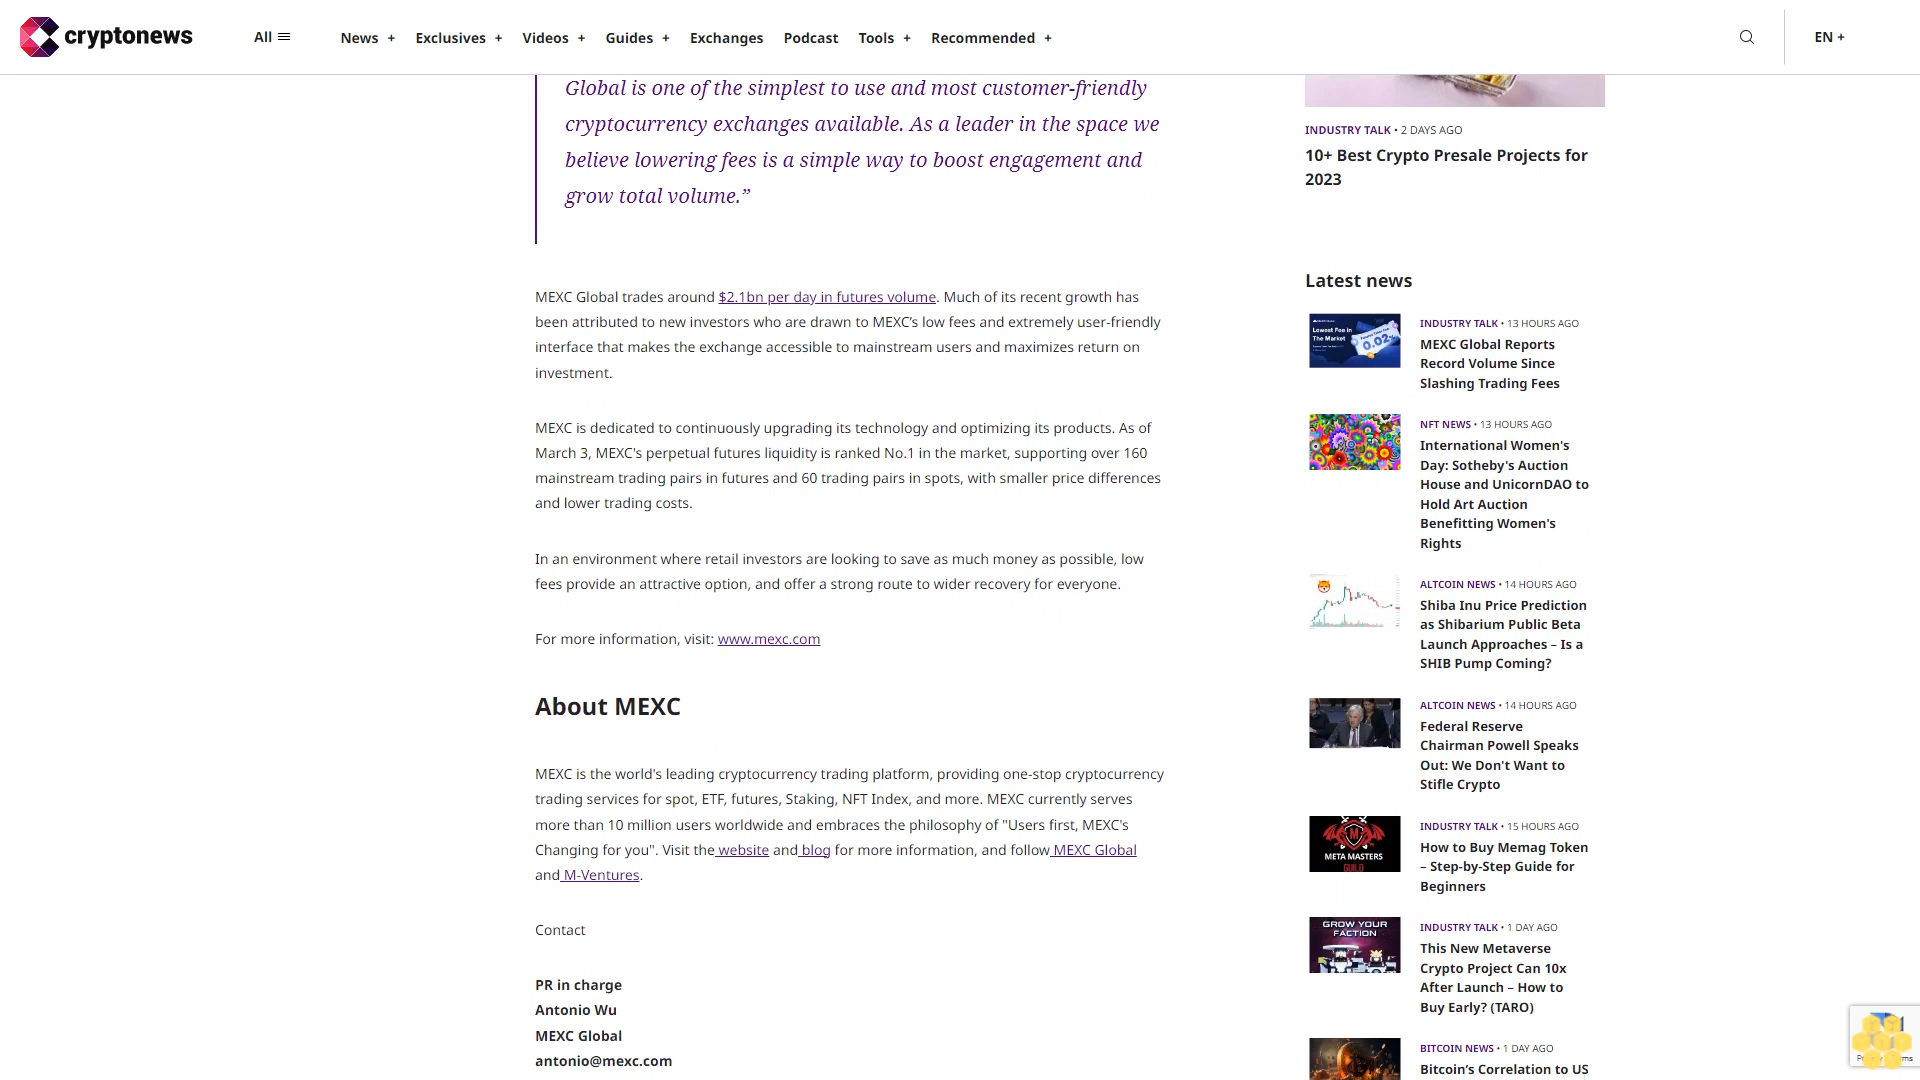 cryptonews
All
News +
Exclusives +
Videos +
Guides +
Exchanges
Podcast
Tools +
Recommended +
EN +
Global is one of the simplest to use and most customer-friendly
cryptocurrency exchanges available. As a leader in the space we
believe lowering fees is a simple way to boost engagement and
grow total volume.”
MEXC Global trades around $2.1bn per day in futures volume. Much of its recent growth has
been attributed to new investors who are drawn to MEXC’s low fees and extremely user-friendly
interface that makes the exchange accessible to mainstream users and maximizes return on
investment.
MEXC is dedicated to continuously upgrading its technology and optimizing its products. As of
March 3, MEXC's perpetual futures liquidity is ranked No.1 in the market, supporting over 160
mainstream trading pairs in futures and 60 trading pairs in spots, with smaller price differences
and lower trading costs.
In an environment where retail investors are looking to save as much money as possible, low
fees provide an attractive option, and offer a strong route to wider recovery for everyone.
For more information, visit: www.mexc.com
About MEXC
MEXC is the world's leading cryptocurrency trading platform, providing one-stop cryptocurrency
trading services for spot, ETF, futures, Staking, NFT Index, and more. MEXC currently serves
more than 10 million users worldwide and embraces the philosophy of "Users first, MEXC's
Changing for you". Visit the website and blog for more information, and follow MEXC Global
and M-Ventures.
Contact
PR in charge
Antonio Wu
MEXC Global
antonio@mexc.com
INDUSTRY TALK • 2 DAYS AGO
10+ Best Crypto Presale Projects for
2023
Latest news
Lowest Fee in
The Market
0.02%
INDUSTRY TALK • 13 HOURS AGO
MEXC Global Reports
Record Volume Since
Slashing Trading Fees
NFT NEWS • 13 HOURS AGO
International Women's
Day: Sotheby's Auction
House and UnicornDAO to
Hold Art Auction
Benefitting Women's
Rights
ALTCOIN NEWS • 14 HOURS AGO
Shiba Inu Price Prediction
as Shibarium Public Beta
Launch Approaches – Is a
SHIB Pump Coming?
ALTCOIN NEWS • 14 HOURS AGO
Federal Reserve
Chairman Powell Speaks
Out: We Don't Want to
Stifle Crypto
META MASTERS
GUILD
INDUSTRY TALK • 15 HOURS AGO
How to Buy Memag Token
– Step-by-Step Guide for
Beginners
GROW YOUR
FACTION
INDUSTRY TALK • 1 DAY AGO
This New Metaverse
Crypto Project Can 10x
After Launch – How to
Buy Early? (TARO)
BITCOIN NEWS • 1 DAY AGO
Bitcoin’s Correlation to US